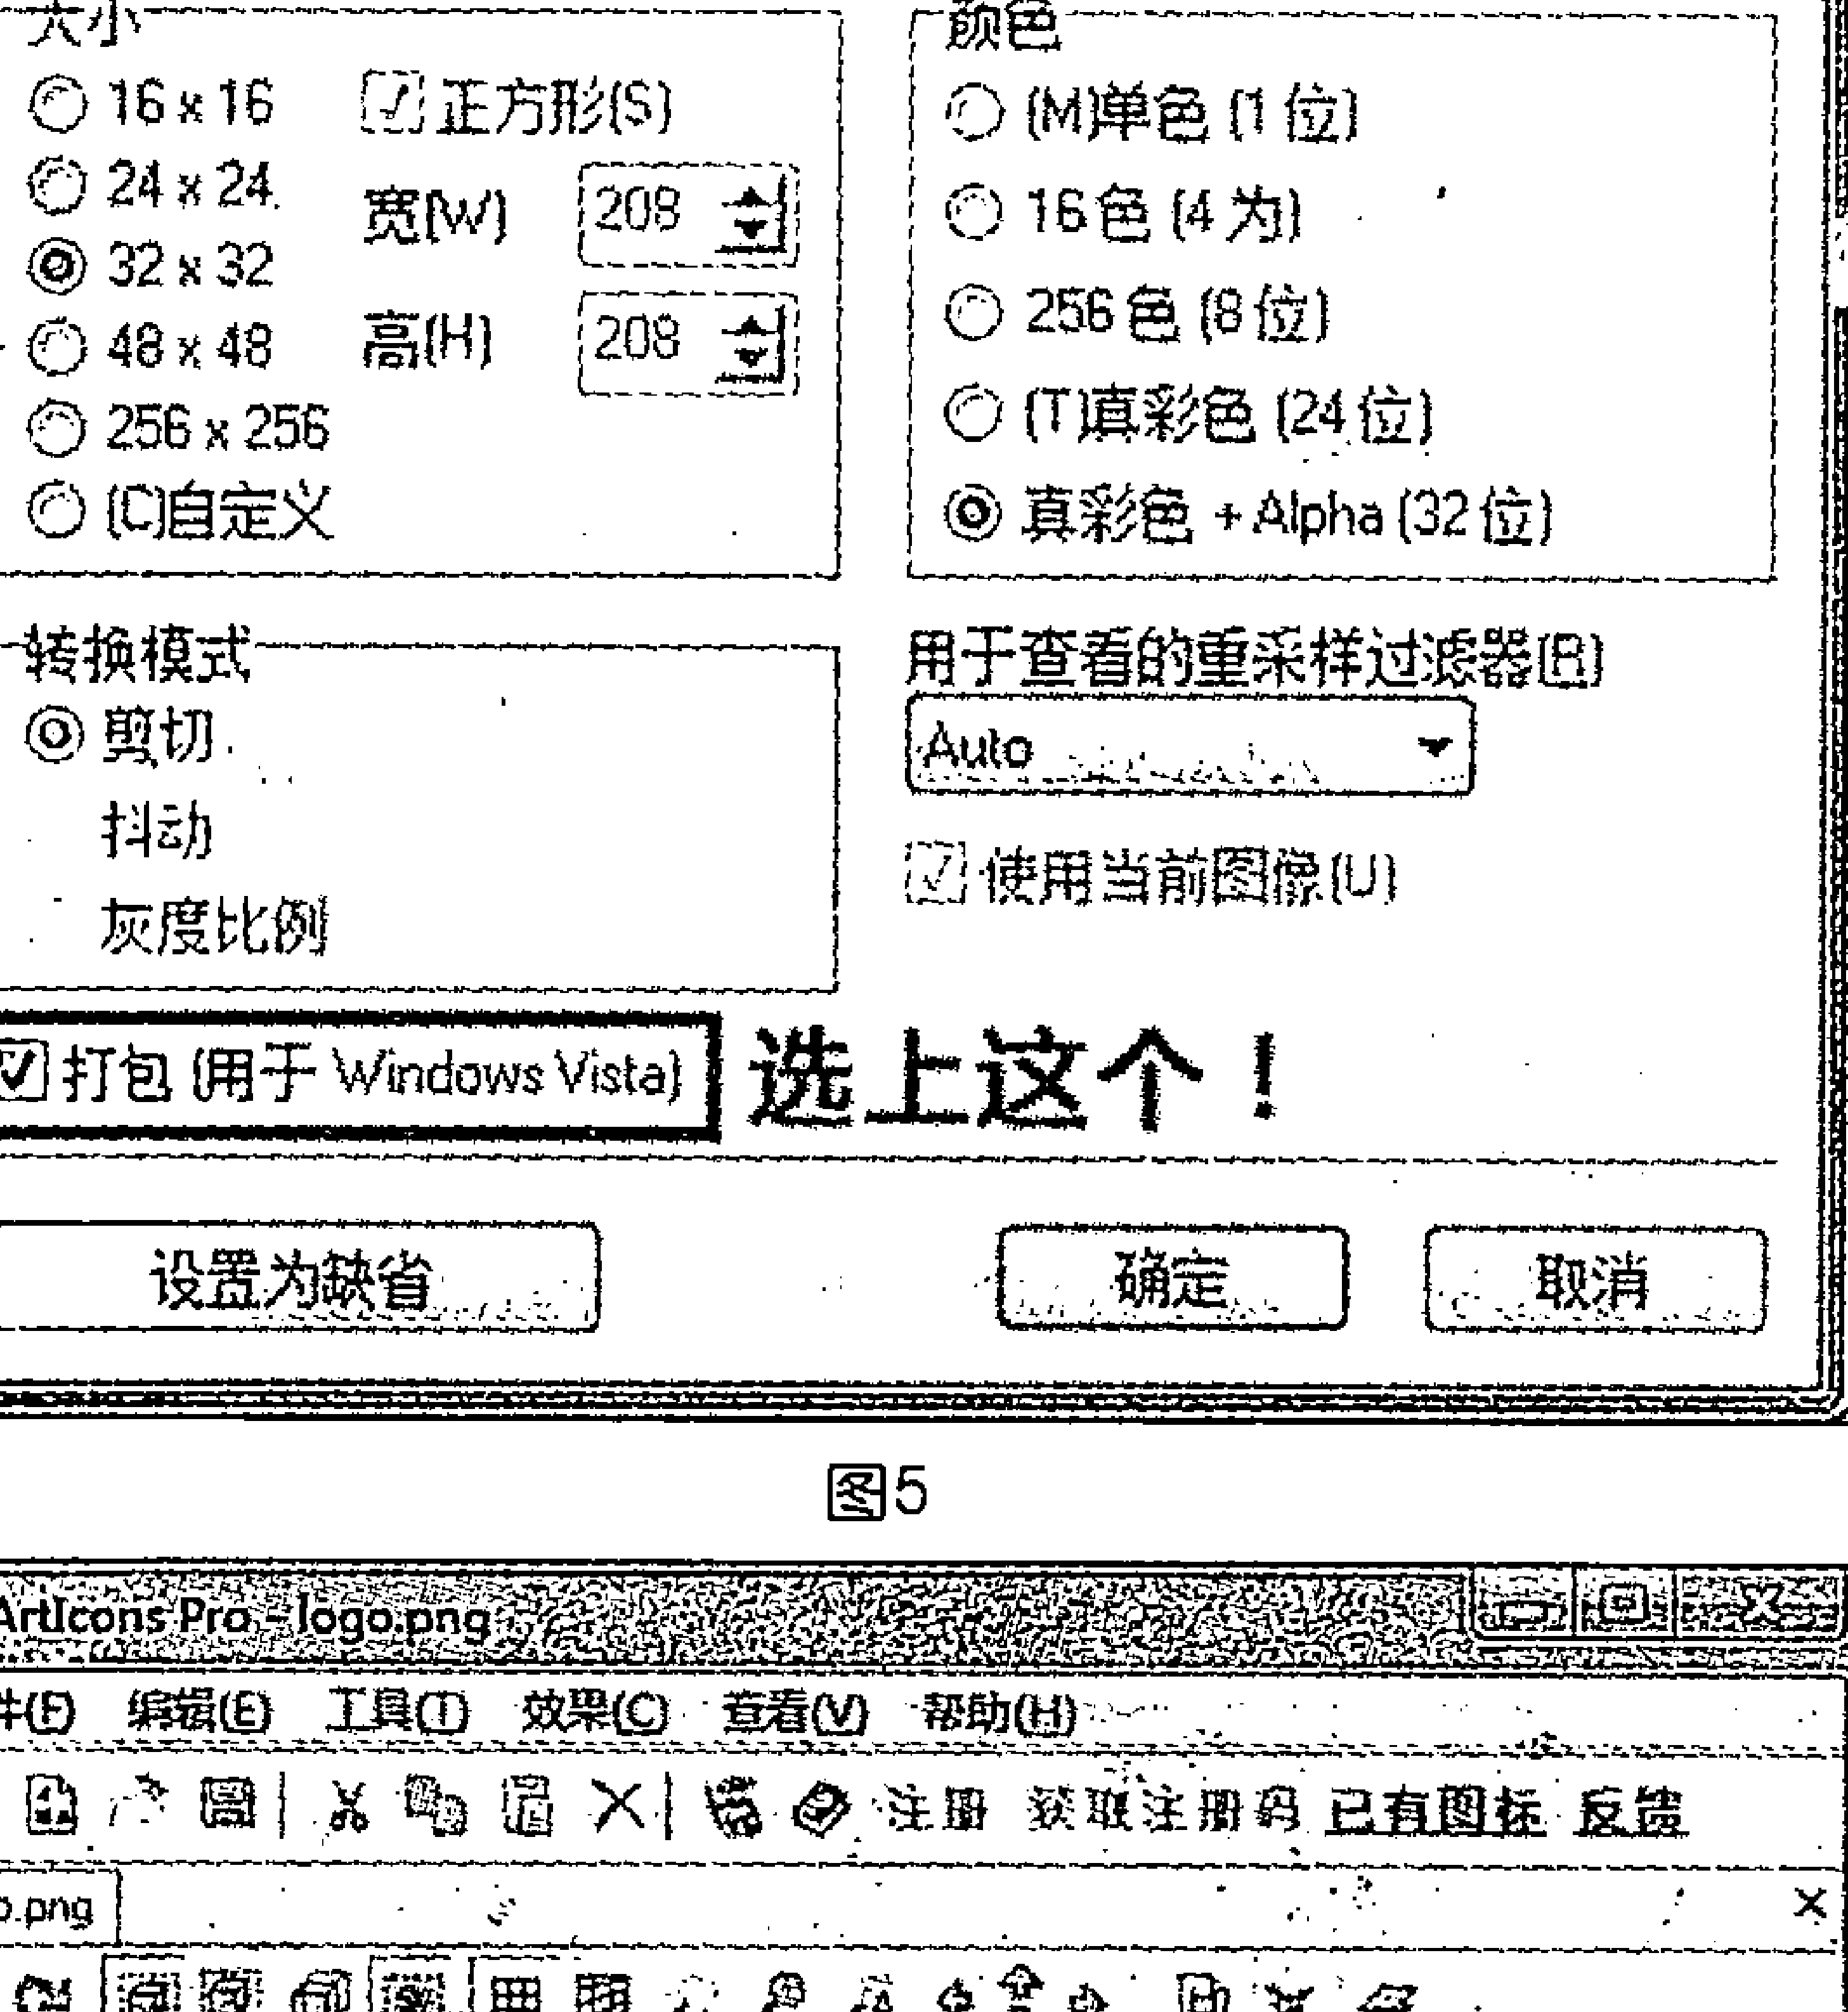 大小
16 x 16
正方形(S)
24 x 24
宽(W)
208
32 x 32
高(H)
208
48 x 48
256 x 256
(C)自定义
颜色
(M)单色 (1 位)
16 色 (4 为)
256 色 (8 位)
(T)真彩色 (24 位)
真彩色 + Alpha (32 位)
转换模式
剪切
抖动
灰度比例
用于查看的重采样过滤器(R)
Auto
使用当前图像(U)
打包 (用于 Windows Vista)
选上这个！
设置为缺省
确定
取消
图5
ArtIcons Pro - logo.png
件(F) 编辑(E) 工具(T) 效果(C) 查看(V) 帮助(H)
注册 获取注册码 已有图标 反馈
o.png